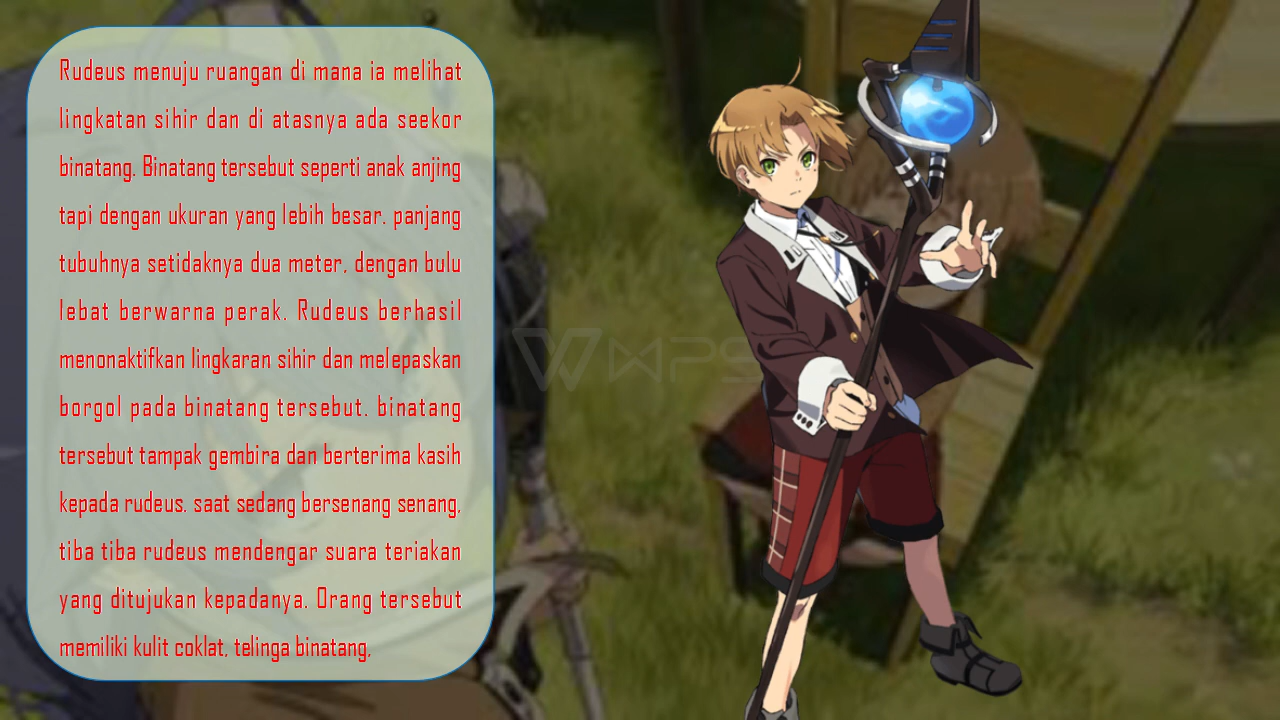 Rudeus menuju ruangan di mana ia melihat
lingkatan sihir dan di atasnya ada seekor
binatang. Binatang tersebut seperti anak anjing
tapi dengan ukuran yang lebih besar. panjang
tubuhnya setidaknya dua meter. dengan bulu
lebat berwarna perak. Rudeus berhasil
menonaktifkan lingkaran sihir dan melepaskan
borgol pada binatang tersebut. binatang
tersebut tampak gembira dan berterima kasih
kepada rudeus. saat sedang bersenang senang,
tiba tiba rudeus mendengar suara teriakan
yang ditujukan kepadanya. Orang tersebut
memiliki kulit coklat, telinga binatang,
WPS